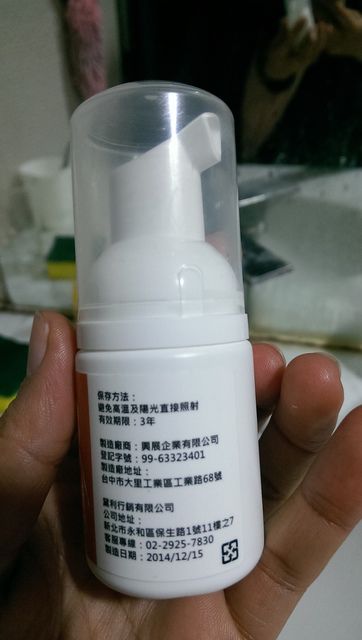 保存方法：
避免高溫及陽光直接照射
有效期限：3年
製造廠商：興展企業有限公司
登記字號：99-63323401
製造廠地址：
台中市大里工業區工業路68號
黛利行銷有限公司
公司地址：
新北市永和區保生路1號11樓之7
客服專線：02-2925-7830
製造日期：2014/12/15